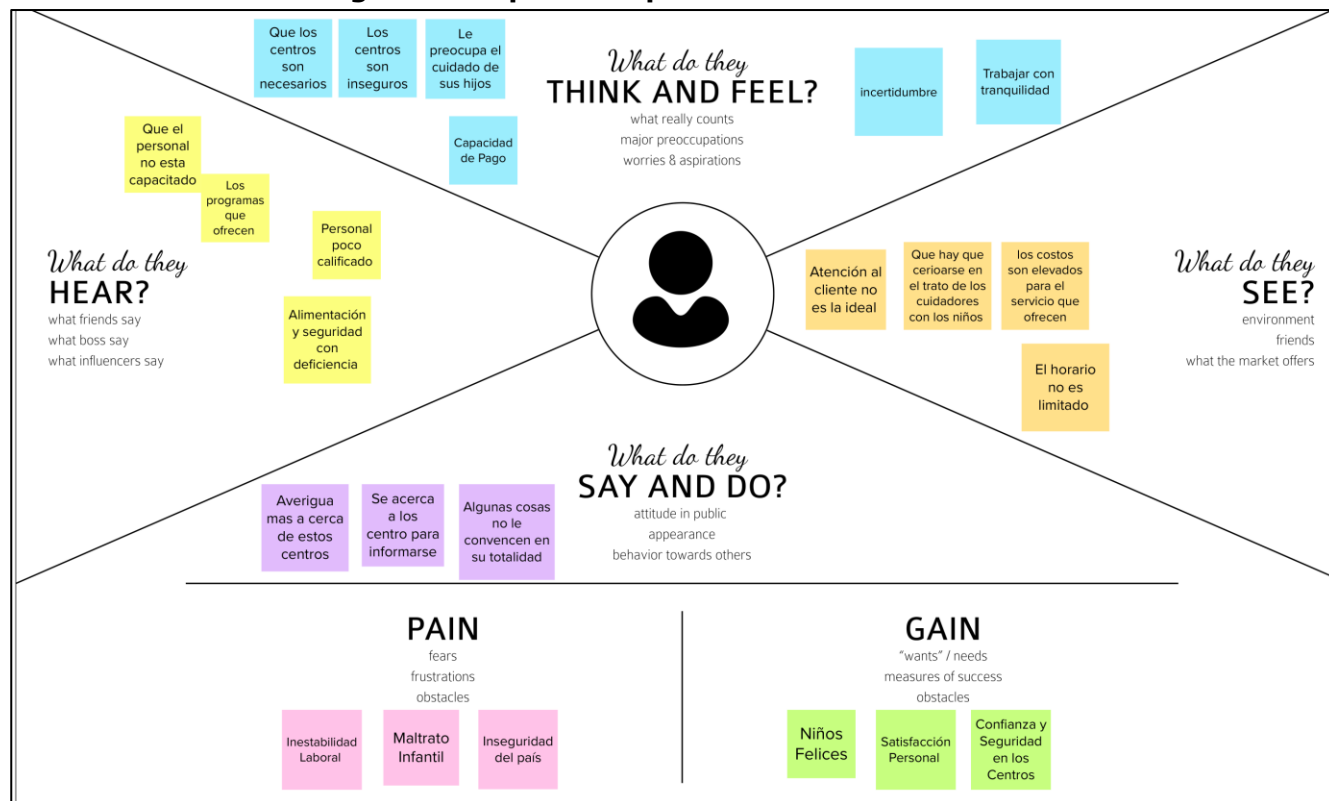 Que los
centros
son
necesarios
Los
centros
son
inseguros
Le
preocupa el
cuidado de
sus hijos
Capacidad
de Pago
What do they
THINK AND FEEL?
what really counts
major preoccupations
worries & aspirations
incertidumbre
Trabajar con
tranquilidad
Que el
personal
no esta
capacitado
Los
programas
que
ofrecen
Personal
poco
calificado
Alimentación
y seguridad
con
deficiencia
What do they
HEAR?
what friends say
what boss say
what influencers say
Atención al
cliente no
es la ideal
Que hay que
cerioarse en
el trato de los
cuidadores
con los niños
los costos
son elevados
para el
servicio que
ofrecen
El horario
no es
limitado
What do they
SEE?
environment
friends
what the market offers
What do they
SAY AND DO?
attitude in public
appearance
behavior towards others
Averigua
mas a cerca
de estos
centros
Se acerca
a los
centro para
informarse
Algunas cosas
no le
convencen en
su totalidad
PAIN
fears
frustrations
obstacles
Inestabilidad
Laboral
Maltrato
Infantil
Inseguridad
del país
GAIN
"wants" / needs
measures of success
obstacles
Niños
Felices
Satisfacción
Personal
Confianza y
Seguridad
en los
Centros